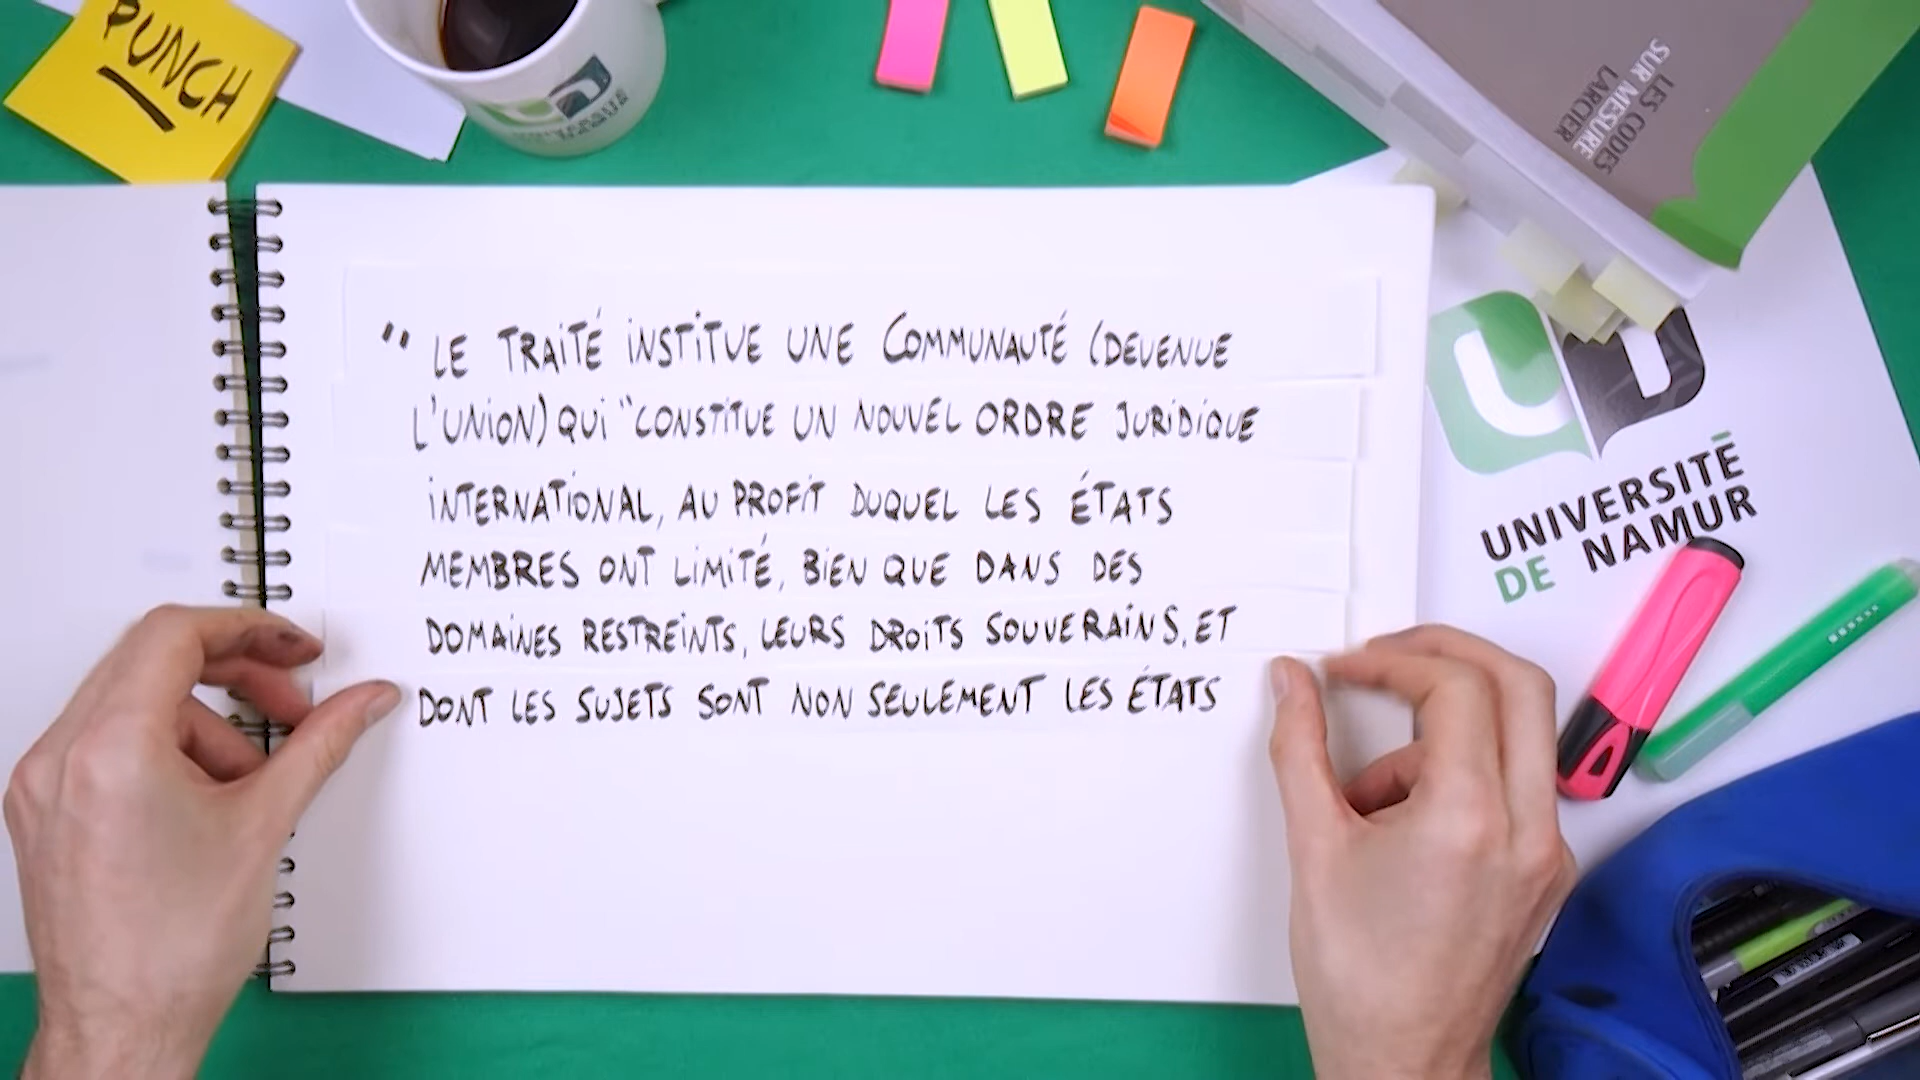 PUNCH
LES CODES
SUR MESURE
LARCIER
" LE TRAITÉ INSTITUE UNE COMMUNAUTÉ (DEVENUE
L'UNION) QUI "CONSTITUE UN NOUVEL ORDRE JURIDIQUE
INTERNATIONAL, AU PROFIT DUQUEL LES ÉTATS
MEMBRES ONT LIMITÉ, BIEN QUE DANS DES
DOMAINES RESTREINTS, LEURS DROITS SOUVERAINS, ET
DONT LES SUJETS SONT NON SEULEMENT LES ÉTATS
UNIVERSITĒ
DE NAMUR